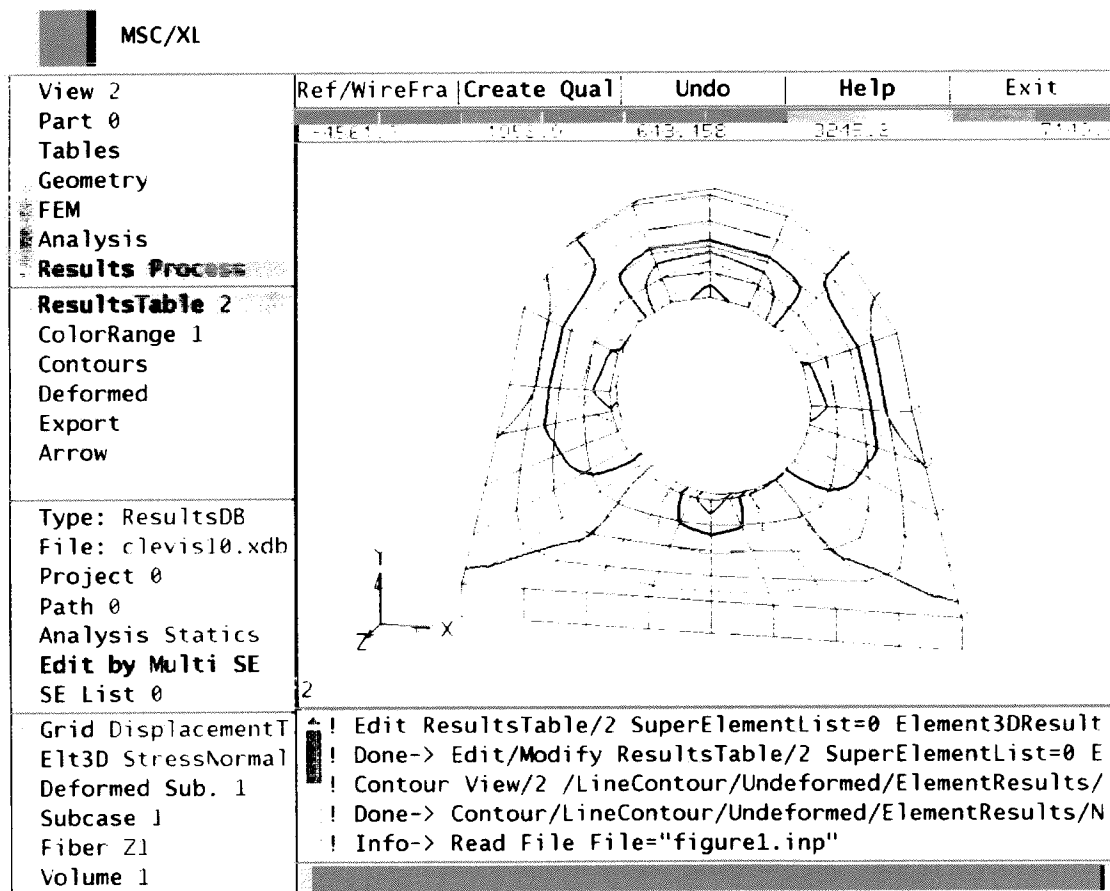 MSC/XL
View 2
Part 0
Tables
Geometry
FEM
Analysis
Results Process
ResultsTable 2
ColorRange 1
Contours
Deformed
Export
Arrow
Type: ResultsDB
File: clevis10.xdb
Project 0
Path 0
Analysis Statics
Edit by Multi SE
SE List 0
Grid DisplacementT
Elt3D StressNormal
Deformed Sub. 1
Subcase 1
Fiber Z1
Volume 1
Ref/WireFra Create Qual Undo Help Exit
643.158
Y
X
Z
2
! Edit ResultsTable/2 SuperElementList=0 Element3DResult
! Done-> Edit/Modify ResultsTable/2 SuperElementList=0 E
! Contour View/2 /LineContour/Undeformed/ElementResults/
! Done-> Contour/LineContour/Undeformed/ElementResults/N
! Info-> Read File File="figure1.inp"